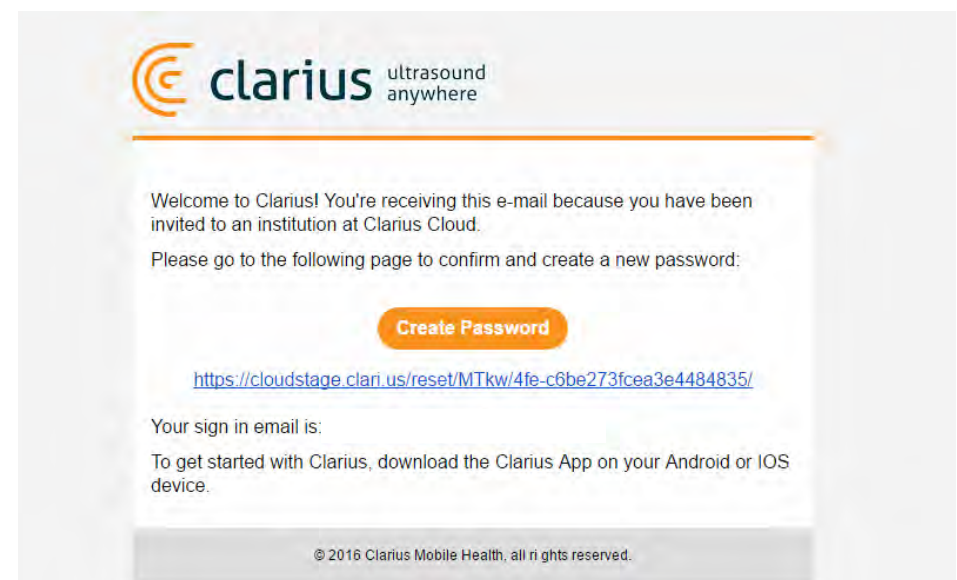 clarius ultrasound
anywhere
Welcome to Clarius! You're receiving this e-mail because you have been
invited to an institution at Clarius Cloud.
Please go to the following page to confirm and create a new password:
Create Password
https://cloudstage.clari.us/reset/MTkw/4fe-c6be273fcea3e4484835/
Your sign in email is:
To get started with Clarius, download the Clarius App on your Android or IOS
device.
© 2016 Clarius Mobile Health, all ri ghts reserved.